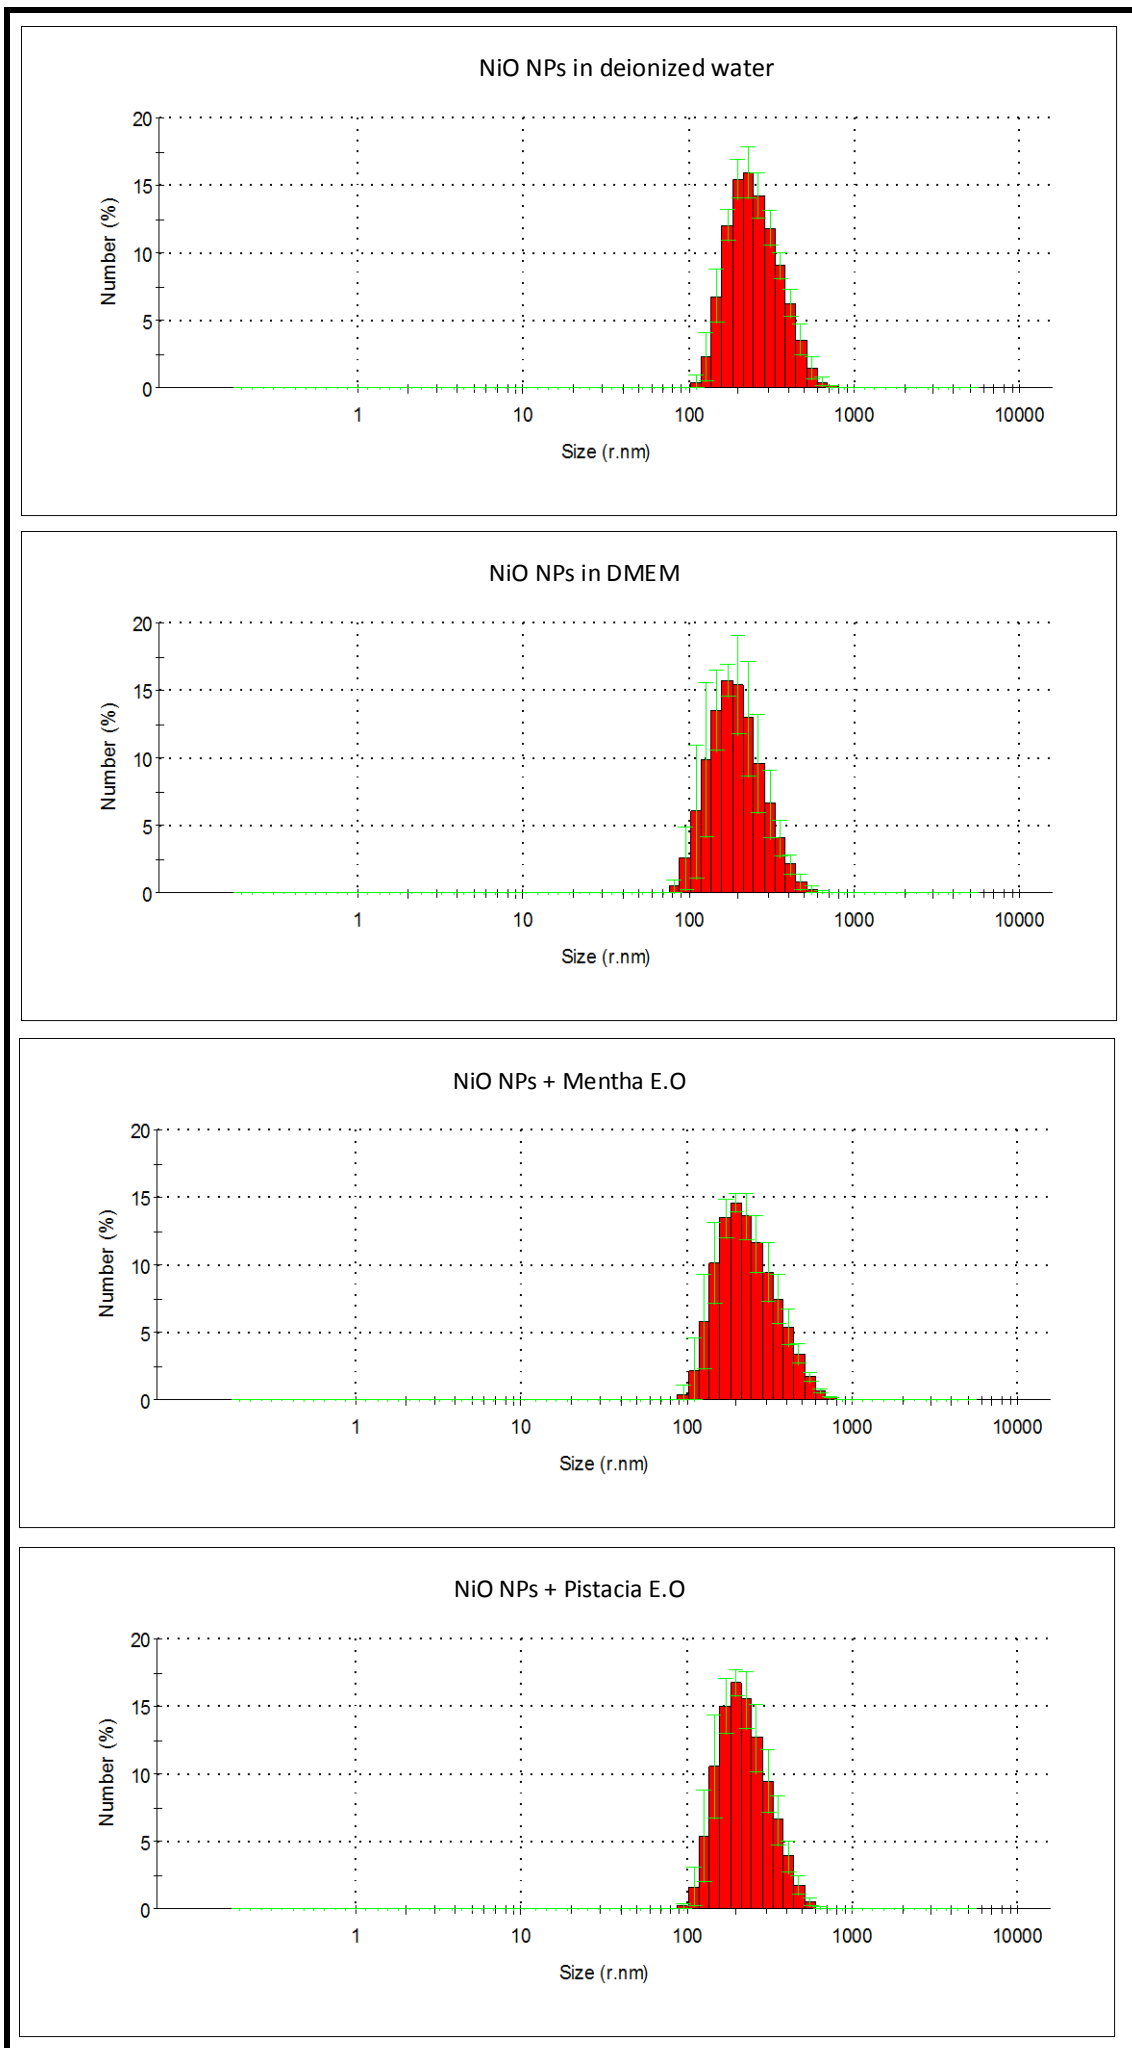 NiO NPs in deionized water
20
15
10
5
0
Number (%)
1 10 100 1000 10000
Size (r.nm)
NiO NPs in DMEM
20
15
10
5
0
Number (%)
1 10 100 1000 10000
Size (r.nm)
NiO NPs + Mentha E.O
20
15
10
5
0
Number (%)
1 10 100 1000 10000
Size (r.nm)
NiO NPs + Pistacia E.O
20
15
10
5
0
Number (%)
1 10 100 1000 10000
Size (r.nm)